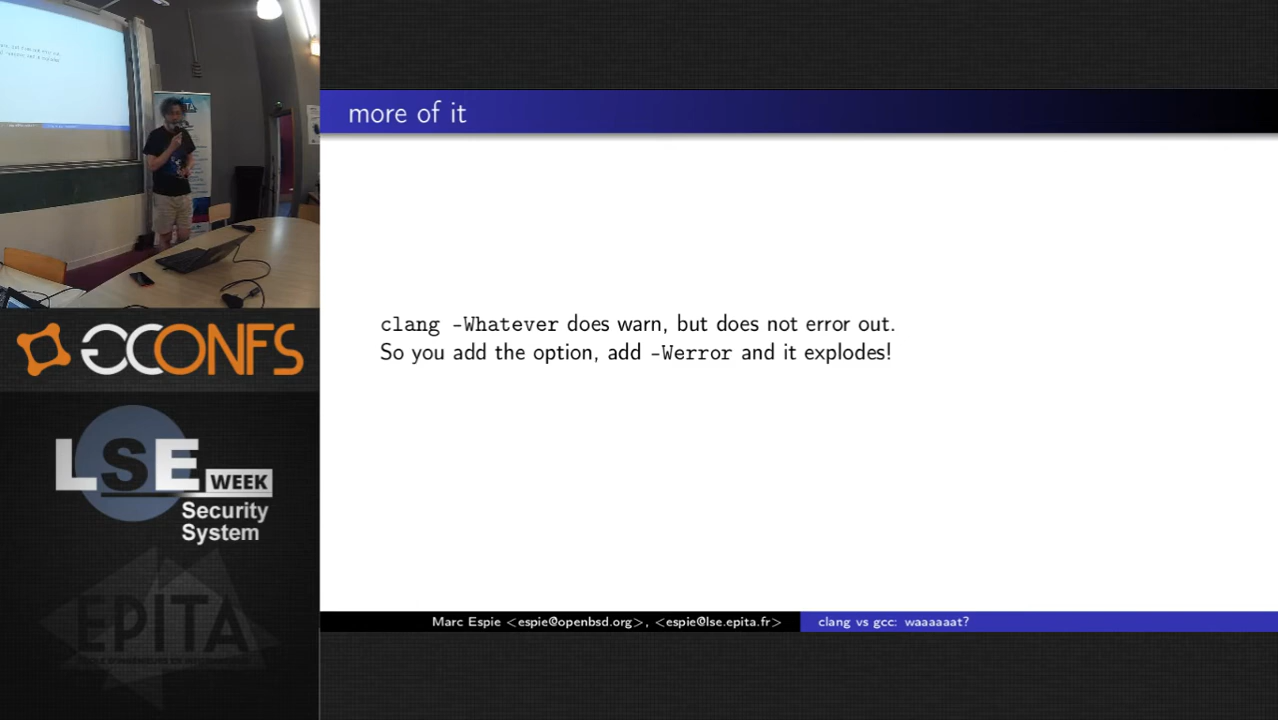 more of it
clang -Whatever does warn, but does not error out.
So you add the option, add -Werror and it explodes!
Marc Espie <espie@openbsd.org>, <espie@lse.epita.fr>
clang vs gcc: waaaaaat?
GCONFS
LSE WEEK
Security
System
EPITA